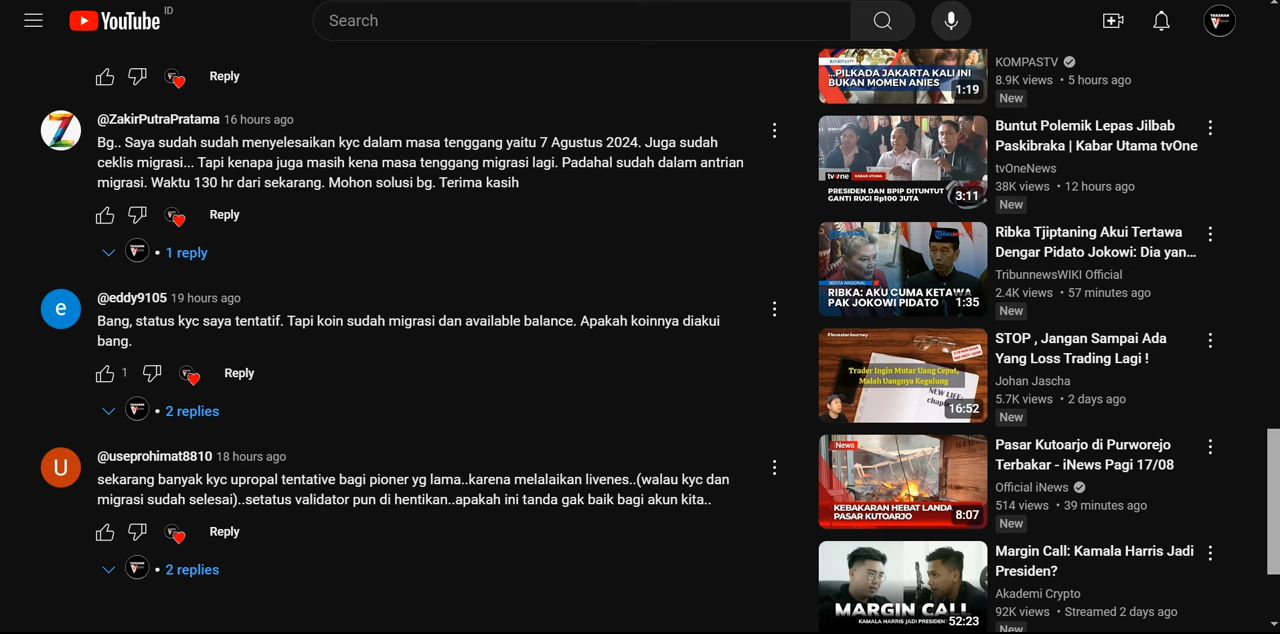 YouTube ID
Search
Reply
@ZakirPutraPratama 16 hours ago
Bg.. Saya sudah sudah menyelesaikan kyc dalam masa tenggang yaitu 7 Agustus 2024. Juga sudah
ceklis migrasi... Tapi kenapa juga masih kena masa tenggang migrasi lagi. Padahal sudah dalam antrian
migrasi. Waktu 130 hr dari sekarang. Mohon solusi bg. Terima kasih
Reply
• 1 reply
e
@eddy9105 19 hours ago
Bang, status kyc saya tentatif. Tapi koin sudah migrasi dan available balance. Apakah koinnya diakui
bang.
1 Reply
• 2 replies
U
@useprohimat8810 18 hours ago
sekarang banyak kyc upropal tentative bagi pioner yg lama..karena melalaikan livenes..(walau kyc dan
migrasi sudah selesai)..setatus validator pun di hentikan..apakah ini tanda gak baik bagi akun kita..
Reply
• 2 replies
...PILKADA JAKARTA KALI INI
BUKAN MOMEN ANIES
1:19
KOMPASTV
8.9K views • 5 hours ago
New
tvOne KABAR UTAMA
PRESIDEN DAN BPIP DITUNTUT
GANTI RUGI Rp100 JUTA
3:11
Buntut Polemik Lepas Jilbab
Paskibraka | Kabar Utama tvOne
tvOneNews
38K views • 12 hours ago
New
RIBKA: AKU CUMA KETAWA
PAK JOKOWI PIDATO
1:35
Ribka Tjiptaning Akui Tertawa
Dengar Pidato Jokowi: Dia yan...
TribunnewsWIKI Official
2.4K views • 57 minutes ago
New
#InvestorJourney
Trader Ingin Mutar Uang Cepat,
Malah Uangnya Kegulung
NEW LIFE
16:52
STOP , Jangan Sampai Ada
Yang Loss Trading Lagi !
Johan Jascha
5.7K views • 2 days ago
New
News
KEBAKARAN HEBAT LANDA
PASAR KUTOARJO
8:07
Pasar Kutoarjo di Purworejo
Terbakar - iNews Pagi 17/08
Official iNews
514 views • 39 minutes ago
New
MARGIN CALL
KAMALA HARRIS JADI PRESIDEN
52:23
Margin Call: Kamala Harris Jadi
Presiden?
Akademi Crypto
92K views • Streamed 2 days ago
New